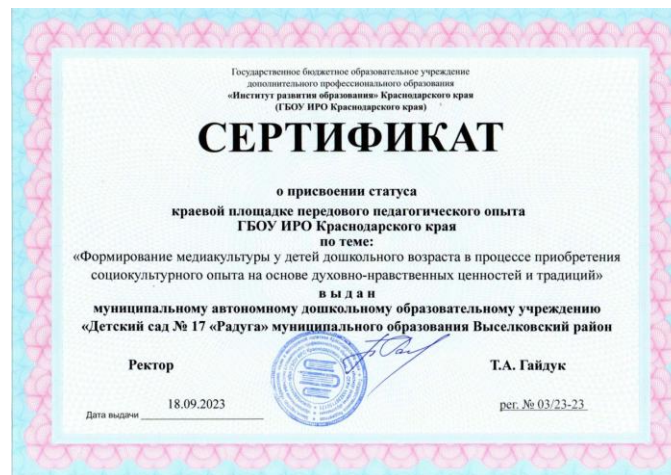 Государственное бюджетное образовательное учреждение
дополнительного профессионального образования
«Институт развития образования» Краснодарского края
(ГБОУ ИРО Краснодарского края)
СЕРТИФИКАТ
о присвоении статуса
краевой площадке передового педагогического опыта
ГБОУ ИРО Краснодарского края
по теме:
«Формирование медиакультуры у детей дошкольного возраста в процессе приобретения
социокультурного опыта на основе духовно-нравственных ценностей и традиций»
выдан
муниципальному автономному дошкольному образовательному учреждению
«Детский сад № 17 «Радуга» муниципального образования Выселковский район
Ректор Т.А. Гайдук
Дата выдачи 18.09.2023 рег. № 03/23-23